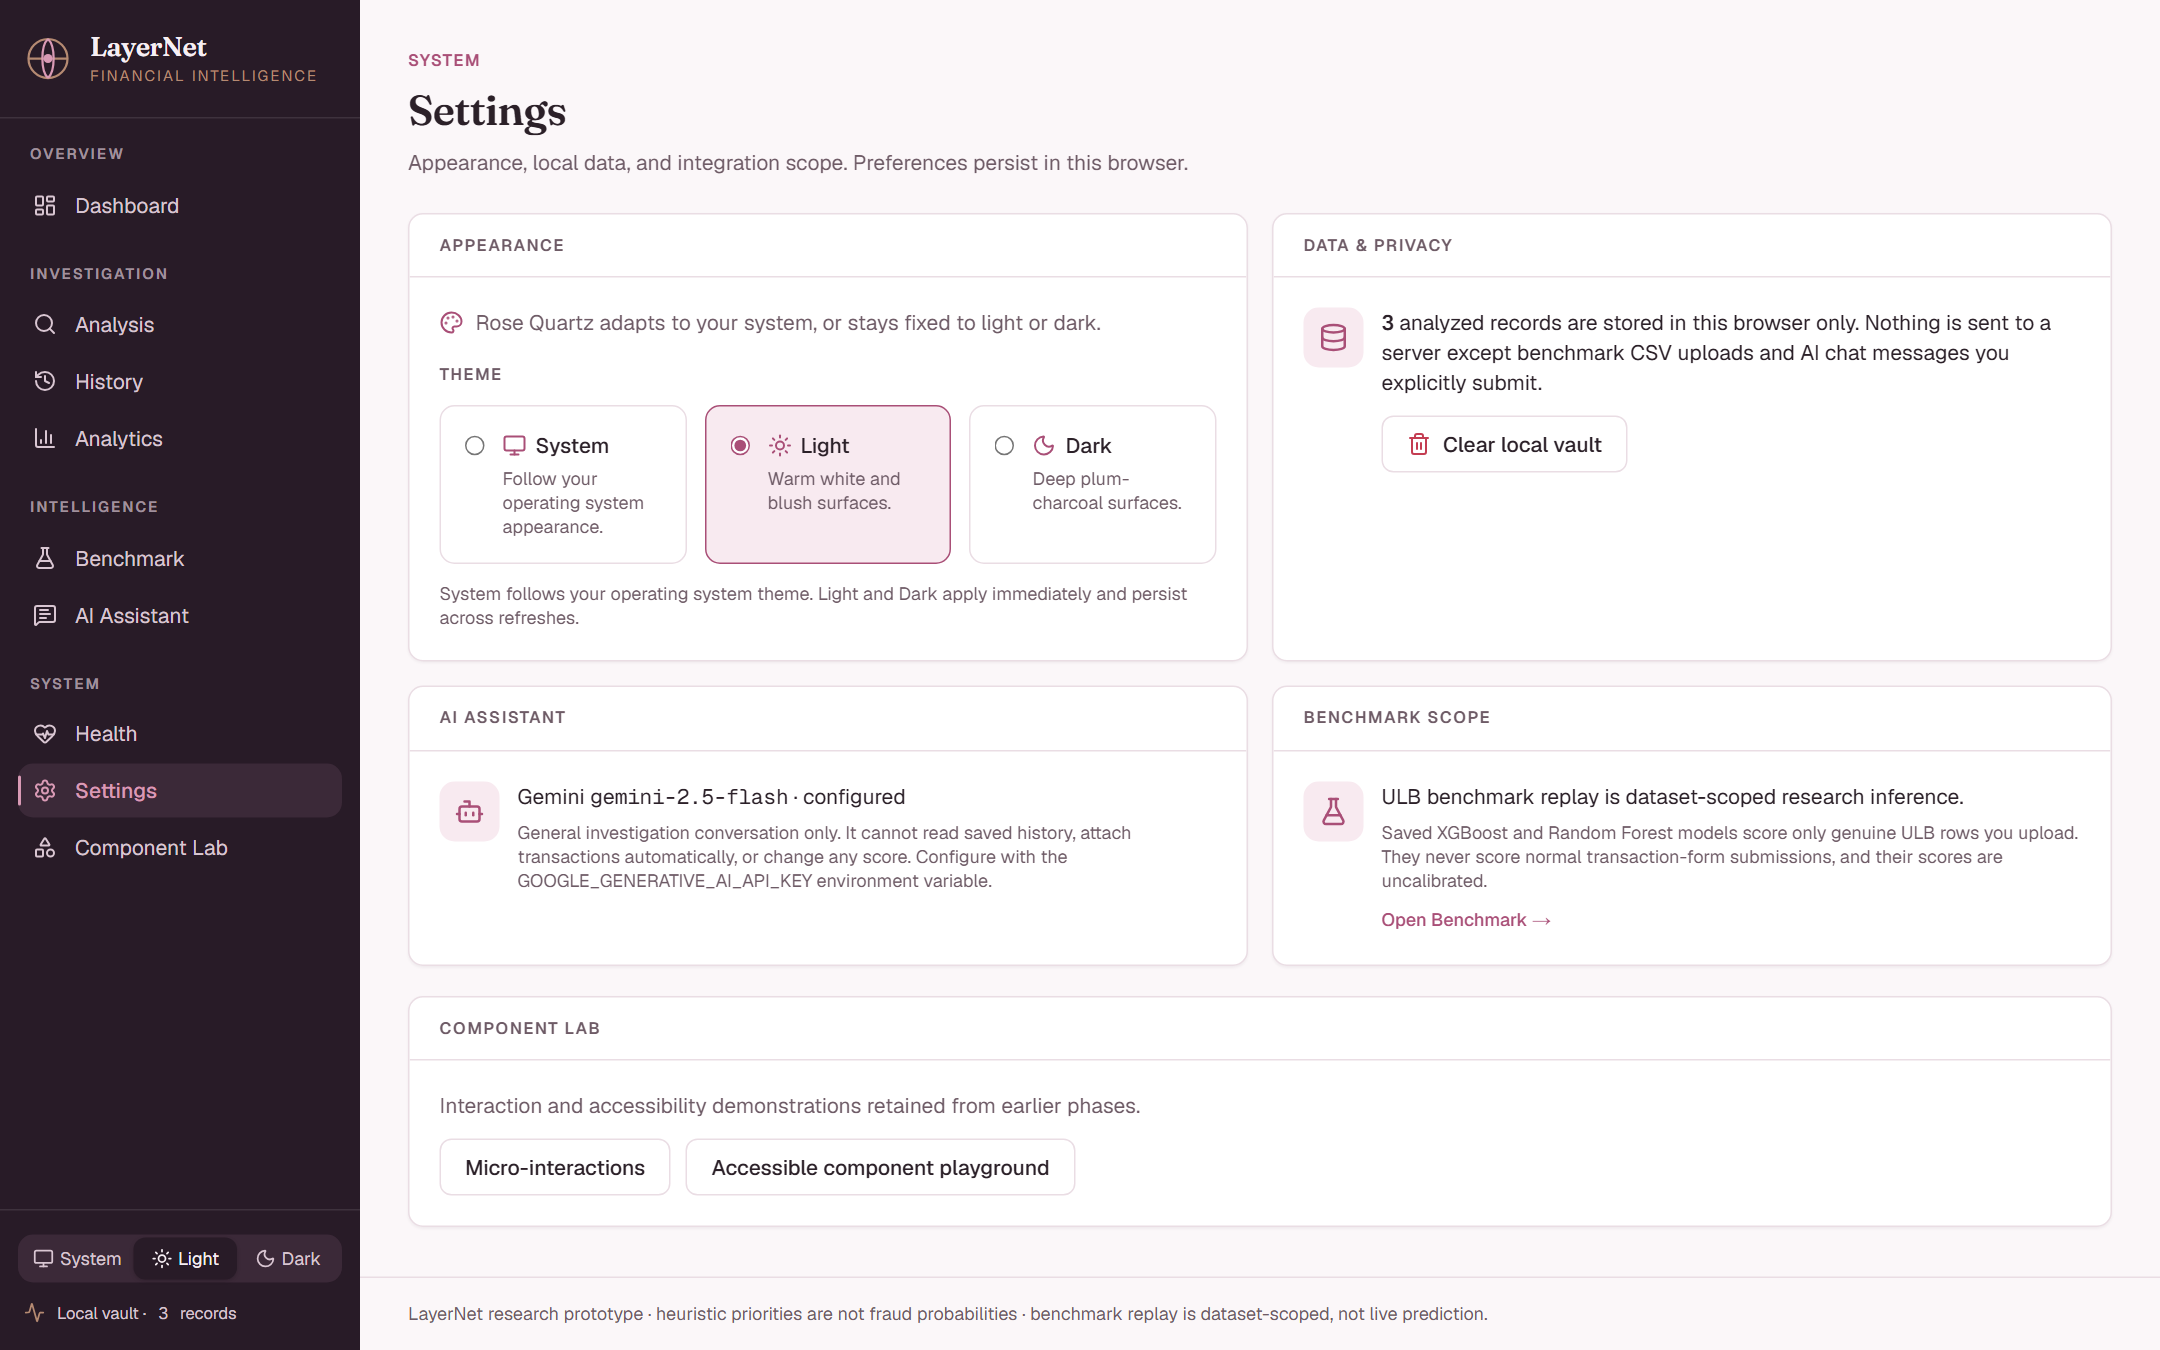 LayerNet
FINANCIAL INTELLIGENCE
OVERVIEW
Dashboard
INVESTIGATION
Analysis
History
Analytics
INTELLIGENCE
Benchmark
AI Assistant
SYSTEM
Health
Settings
Component Lab
System
Light
Dark
Local vault · 3 records
SYSTEM
Settings
Appearance, local data, and integration scope. Preferences persist in this browser.
APPEARANCE
Rose Quartz adapts to your system, or stays fixed to light or dark.
THEME
System
Follow your
operating system
appearance.
Light
Warm white and
blush surfaces.
Dark
Deep plum-
charcoal surfaces.
System follows your operating system theme. Light and Dark apply immediately and persist
across refreshes.
DATA & PRIVACY
3 analyzed records are stored in this browser only. Nothing is sent to a
server except benchmark CSV uploads and AI chat messages you
explicitly submit.
Clear local vault
AI ASSISTANT
Gemini gemini-2.5-flash · configured
General investigation conversation only. It cannot read saved history, attach
transactions automatically, or change any score. Configure with the
GOOGLE_GENERATIVE_AI_API_KEY environment variable.
BENCHMARK SCOPE
ULB benchmark replay is dataset-scoped research inference.
Saved XGBoost and Random Forest models score only genuine ULB rows you upload.
They never score normal transaction-form submissions, and their scores are
uncalibrated.
Open Benchmark →
COMPONENT LAB
Interaction and accessibility demonstrations retained from earlier phases.
Micro-interactions
Accessible component playground
LayerNet research prototype · heuristic priorities are not fraud probabilities · benchmark replay is dataset-scoped, not live prediction.